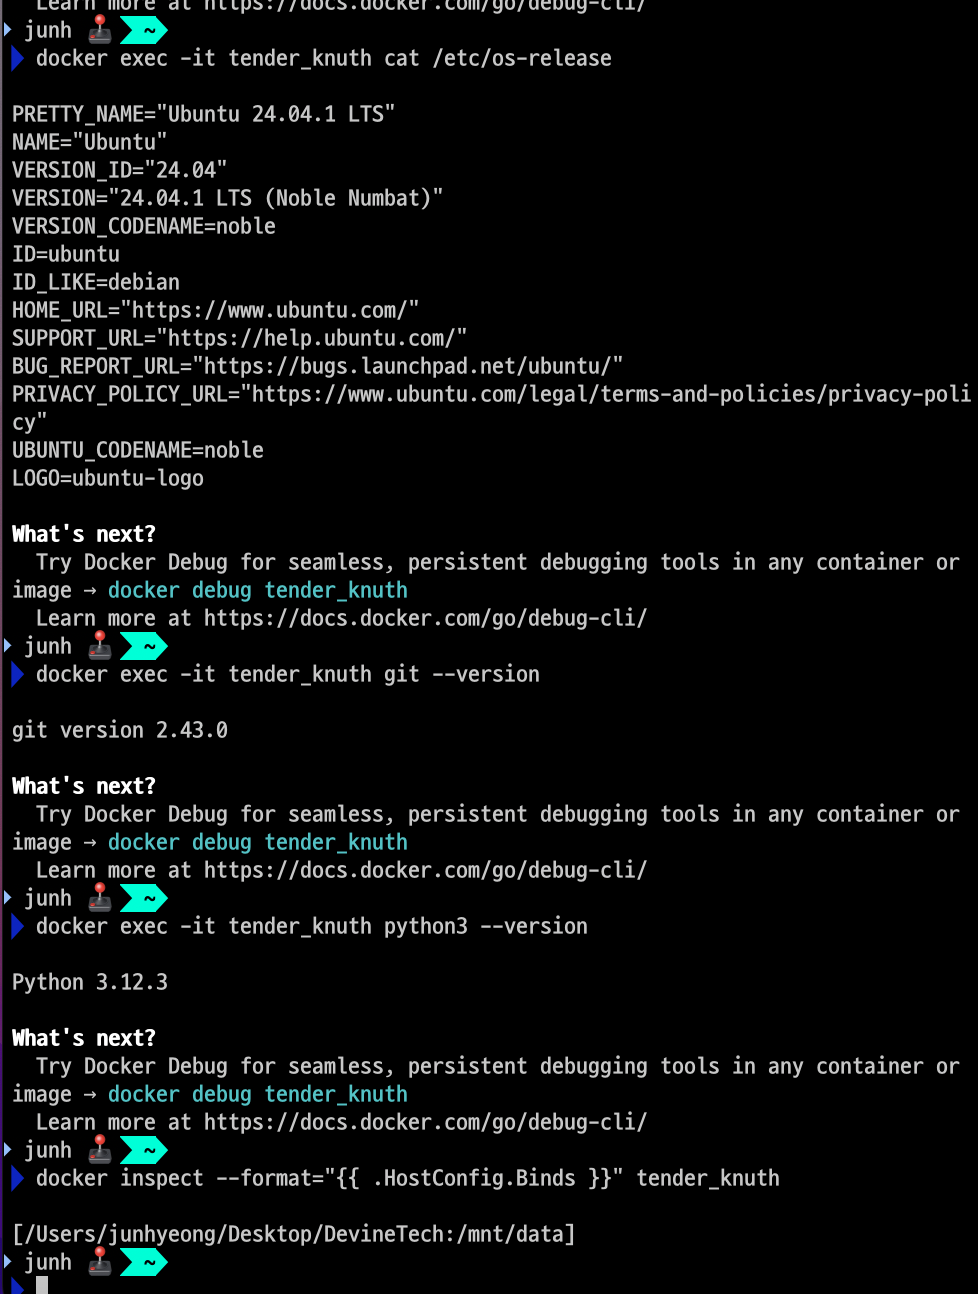 Learn more at https://docs.docker.com/go/debug-cli/
junh ~
docker exec -it tender_knuth cat /etc/os-release
PRETTY_NAME="Ubuntu 24.04.1 LTS"
NAME="Ubuntu"
VERSION_ID="24.04"
VERSION="24.04.1 LTS (Noble Numbat)"
VERSION_CODENAME=noble
ID=ubuntu
ID_LIKE=debian
HOME_URL="https://www.ubuntu.com/"
SUPPORT_URL="https://help.ubuntu.com/"
BUG_REPORT_URL="https://bugs.launchpad.net/ubuntu/"
PRIVACY_POLICY_URL="https://www.ubuntu.com/legal/terms-and-policies/privacy-poli
cy"
UBUNTU_CODENAME=noble
LOGO=ubuntu-logo
What's next?
Try Docker Debug for seamless, persistent debugging tools in any container or
image → docker debug tender_knuth
Learn more at https://docs.docker.com/go/debug-cli/
junh ~
docker exec -it tender_knuth git --version
git version 2.43.0
What's next?
Try Docker Debug for seamless, persistent debugging tools in any container or
image → docker debug tender_knuth
Learn more at https://docs.docker.com/go/debug-cli/
junh ~
docker exec -it tender_knuth python3 --version
Python 3.12.3
What's next?
Try Docker Debug for seamless, persistent debugging tools in any container or
image → docker debug tender_knuth
Learn more at https://docs.docker.com/go/debug-cli/
junh ~
docker inspect --format="{{ .HostConfig.Binds }}" tender_knuth
[/Users/junhyeong/Desktop/DevineTech:/mnt/data]
junh ~